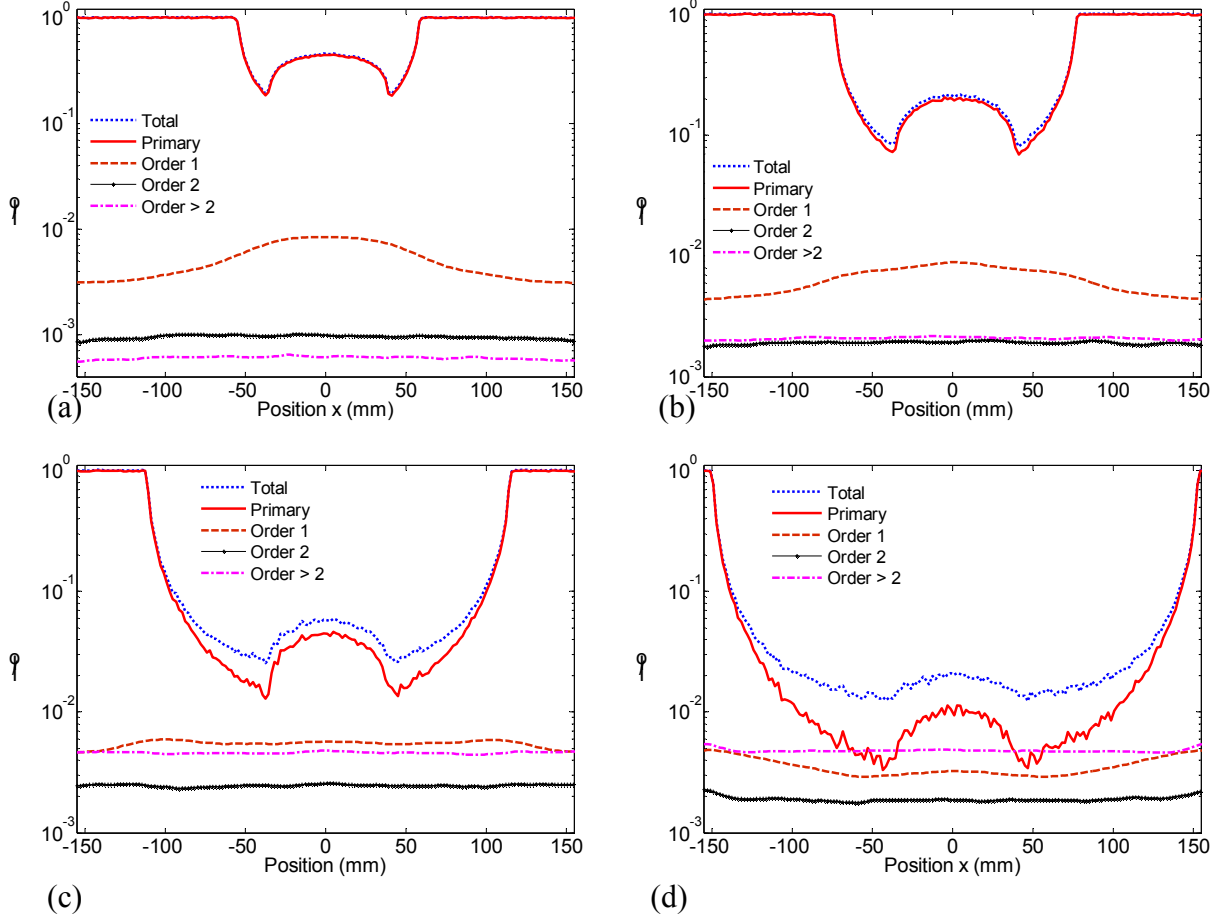 10^0
10^-1
10^-2
10^-3
Total
Primary
Order 1
Order 2
Order > 2
-150 -100 -50 0 50 100 150
Position x (mm)
(a)
10^0
10^-1
10^-2
10^-3
Total
Primary
Order 1
Order 2
Order >2
-150 -100 -50 0 50 100 150
Position x (mm)
(b)
10^0
10^-1
10^-2
10^-3
Total
Primary
Order 1
Order 2
Order > 2
-150 -100 -50 0 50 100 150
Position (mm)
(c)
10^0
10^-1
10^-2
10^-3
Total
Primary
Order 1
Order 2
Order > 2
-150 -100 -50 0 50 100 150
Position x (mm)
(d)